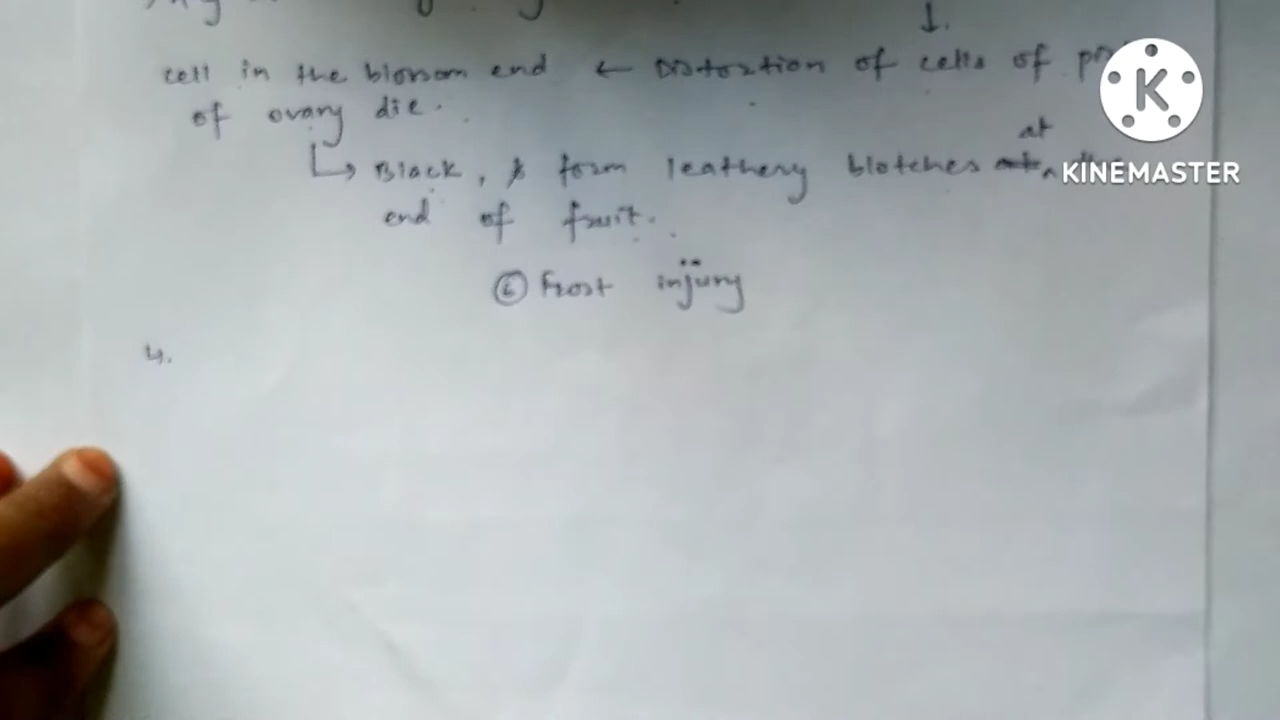 ↓.
cell in the blossom end ← Distortion of cells of
of ovary die.
↳ Black, & form leathery blotches at
end of fruit.
⑥ Frost injury
4.
K
KINEMASTER